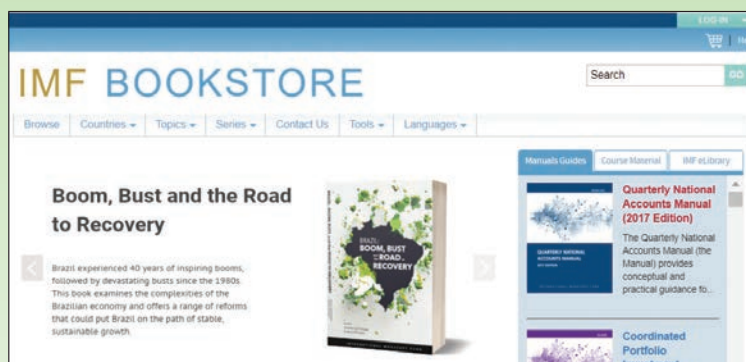 LOG-IN
IMF BOOKSTORE
Search
GO
Browse
Countries
Topics
Series
Contact Us
Tools
Languages
Boom, Bust and the Road
to Recovery
Brazil experienced 40 years of inspiring booms,
followed by devastating busts since the 1980s.
This book examines the complexities of the
Brazilian economy and offers a range of reforms
that could put Brazil on the path of stable,
sustainable growth.
BRAZIL
BOOM, BUST
AND THE ROAD TO
RECOVERY
Manuals Guides
Course Material
IMF eLibrary
QUARTERLY NATIONAL
ACCOUNTS MANUAL
Quarterly National
Accounts Manual
(2017 Edition)
The Quarterly National
Accounts Manual (the
Manual) provides
conceptual and
practical guidance fo...
Coordinated
Portfolio